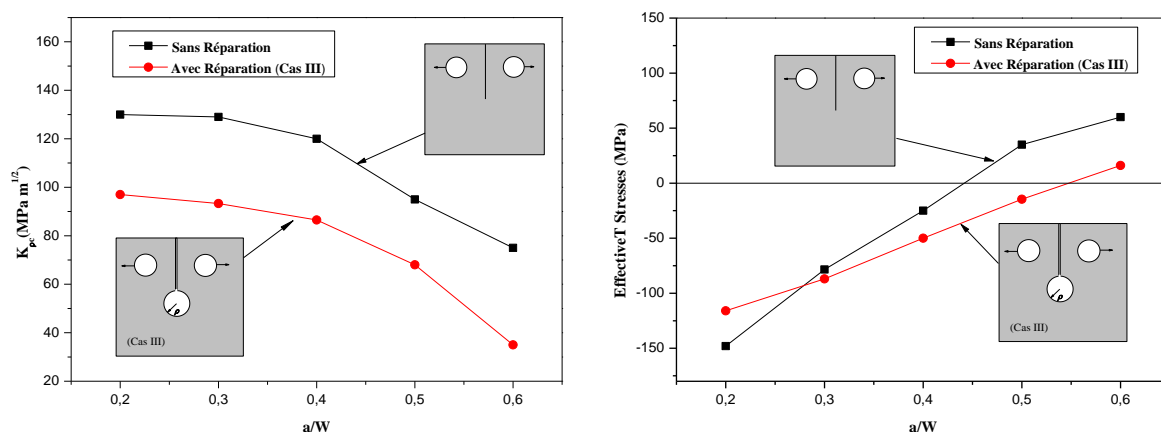 160
140
120
100
80
60
40
20
K_ρc (MPa m^1/2)
Sans Réparation
Avec Réparation (Cas III)
ρ
(Cas III)
0,2 0,3 0,4 0,5 0,6
a/W
150
100
50
0
-50
-100
-150
EffectiveT Stresses (MPa)
Sans Réparation
Avec Réparation (Cas III)
ρ
(Cas III)
0,2 0,3 0,4 0,5 0,6
a/W